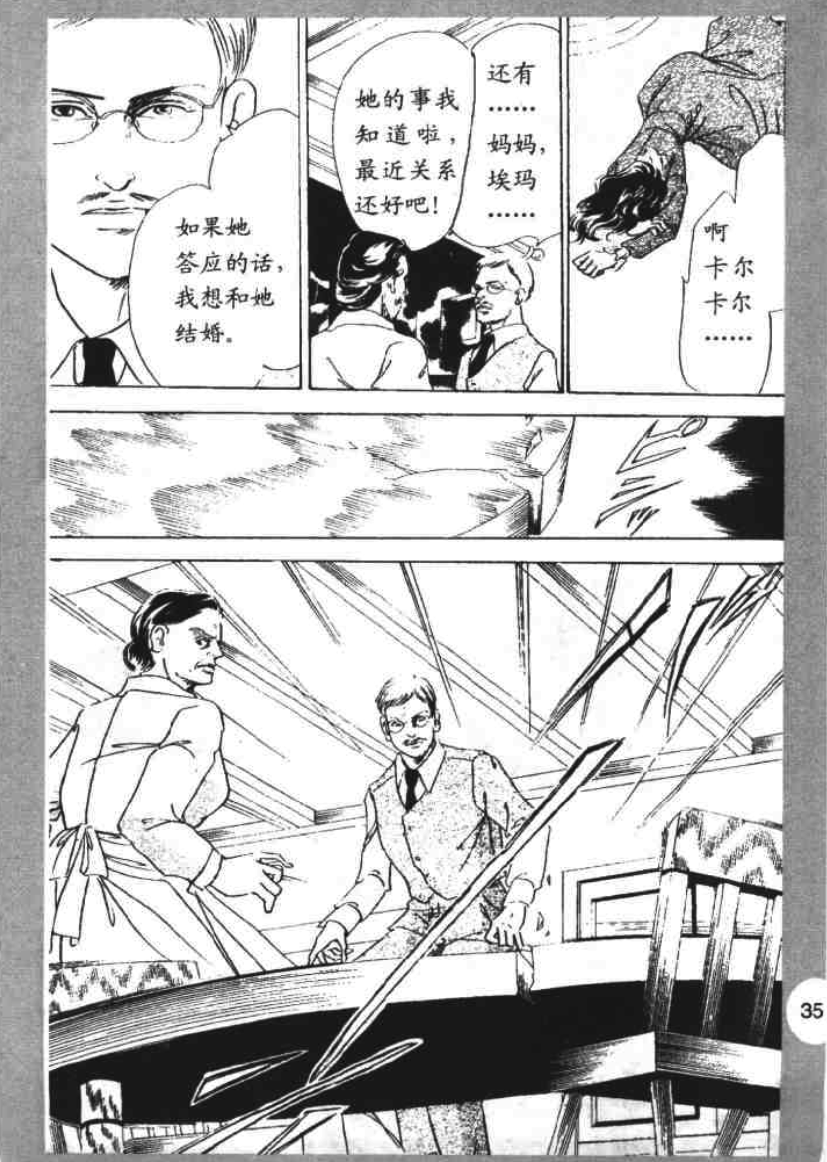 啊
卡尔
卡尔
……
还有
……
妈妈，
埃玛
……
她的事我
知道啦，
最近关系
还好吧！
如果她
答应的话，
我想和她
结婚。
35